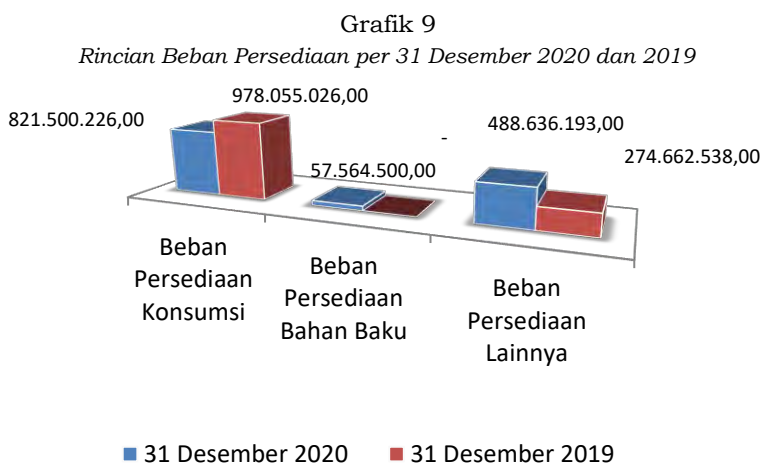 Grafik 9
Rincian Beban Persediaan per 31 Desember 2020 dan 2019
821.500.226,00
978.055.026,00
57.564.500,00
-
488.636.193,00
274.662.538,00
Beban
Persediaan
Konsumsi
Beban
Persediaan
Bahan Baku
Beban
Persediaan
Lainnya
31 Desember 2020
31 Desember 2019